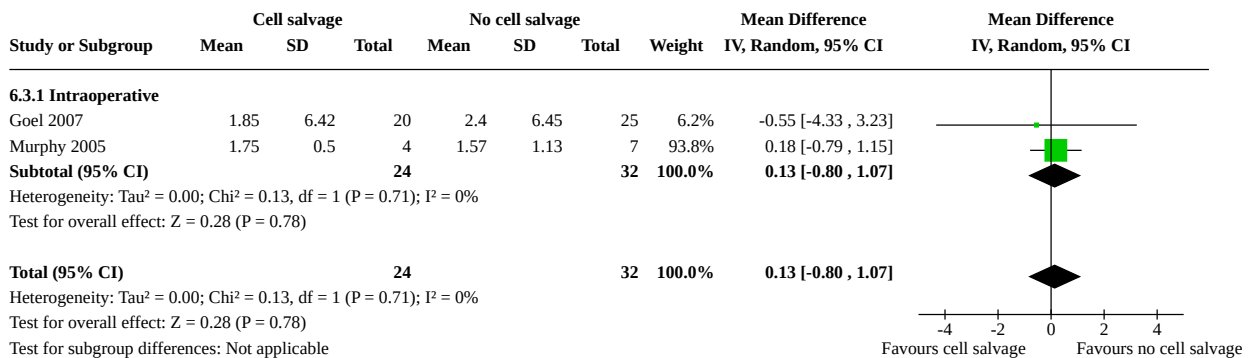 Cell salvage No cell salvage Mean Difference Mean Difference
Study or Subgroup Mean SD Total Mean SD Total Weight IV, Random, 95% CI IV, Random, 95% CI
6.3.1 Intraoperative
Goel 2007 1.85 6.42 20 2.4 6.45 25 6.2% -0.55 [-4.33 , 3.23]
Murphy 2005 1.75 0.5 4 1.57 1.13 7 93.8% 0.18 [-0.79 , 1.15]
Subtotal (95% CI) 24 32 100.0% 0.13 [-0.80 , 1.07]
Heterogeneity: Tau² = 0.00; Chi² = 0.13, df = 1 (P = 0.71); I² = 0%
Test for overall effect: Z = 0.28 (P = 0.78)
Total (95% CI) 24 32 100.0% 0.13 [-0.80 , 1.07]
Heterogeneity: Tau² = 0.00; Chi² = 0.13, df = 1 (P = 0.71); I² = 0%
Test for overall effect: Z = 0.28 (P = 0.78) -4 -2 0 2 4
Test for subgroup differences: Not applicable Favours cell salvage Favours no cell salvage